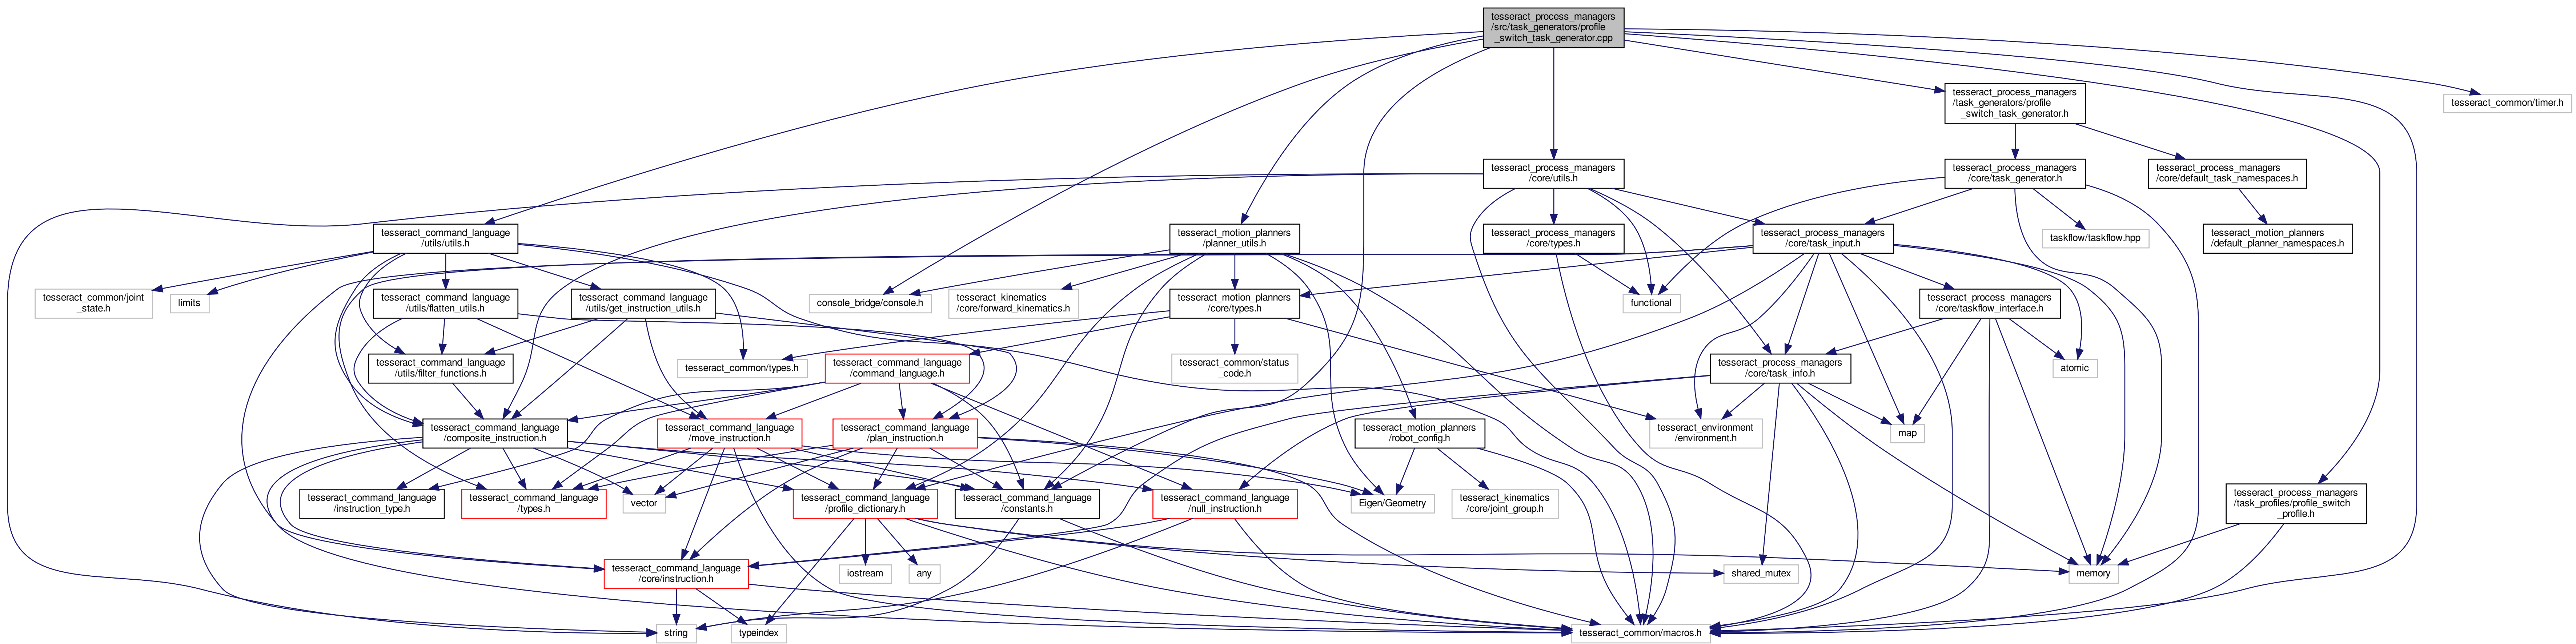 tesseract_process_managers
/src/task_generators/profile
_switch_task_generator.cpp
tesseract_process_managers
/task_generators/profile
_switch_task_generator.h
tesseract_common/timer.h
tesseract_process_managers
/core/utils.h
tesseract_process_managers
/core/task_generator.h
tesseract_process_managers
/core/default_task_namespaces.h
tesseract_command_language
/utils/utils.h
tesseract_motion_planners
/planner_utils.h
tesseract_process_managers
/core/types.h
tesseract_process_managers
/core/task_input.h
taskflow/taskflow.hpp
tesseract_motion_planners
/default_planner_namespaces.h
tesseract_common/joint
_state.h
limits
tesseract_command_language
/utils/flatten_utils.h
tesseract_command_language
/utils/get_instruction_utils.h
console_bridge/console.h
tesseract_kinematics
/core/forward_kinematics.h
tesseract_motion_planners
/core/types.h
functional
tesseract_process_managers
/core/taskflow_interface.h
tesseract_command_language
/utils/filter_functions.h
tesseract_common/types.h
tesseract_command_language
/command_language.h
tesseract_common/status
_code.h
tesseract_process_managers
/core/task_info.h
atomic
tesseract_command_language
/composite_instruction.h
tesseract_command_language
/move_instruction.h
tesseract_command_language
/plan_instruction.h
tesseract_motion_planners
/robot_config.h
tesseract_environment
/environment.h
map
tesseract_command_language
/instruction_type.h
tesseract_command_language
/types.h
vector
tesseract_command_language
/profile_dictionary.h
tesseract_command_language
/constants.h
tesseract_command_language
/null_instruction.h
Eigen/Geometry
tesseract_kinematics
/core/joint_group.h
tesseract_process_managers
/task_profiles/profile_switch
_profile.h
tesseract_command_language
/core/instruction.h
iostream
any
shared_mutex
memory
string
typeindex
tesseract_common/macros.h